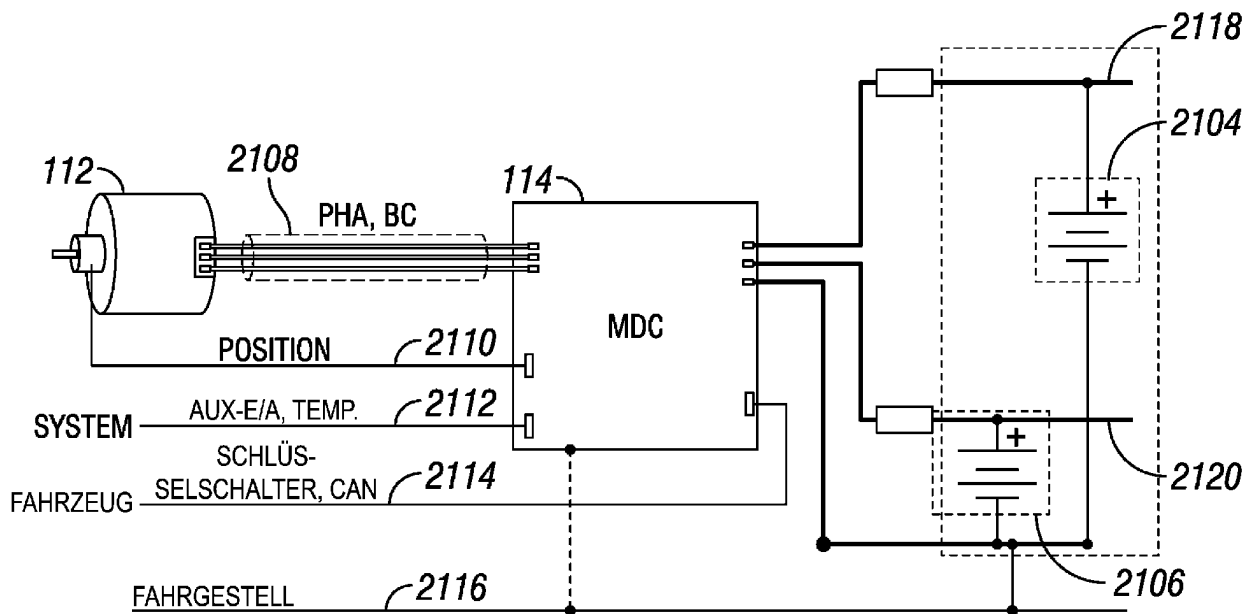 2118
2104
2108
112
114
PHA, BC
+
MDC
POSITION
2110
AUX-E/A, TEMP.
2112
SYSTEM
SCHLÜS-
SELSCHALTER, CAN
2114
FAHRZEUG
+
2120
2106
FAHRGESTELL
2116